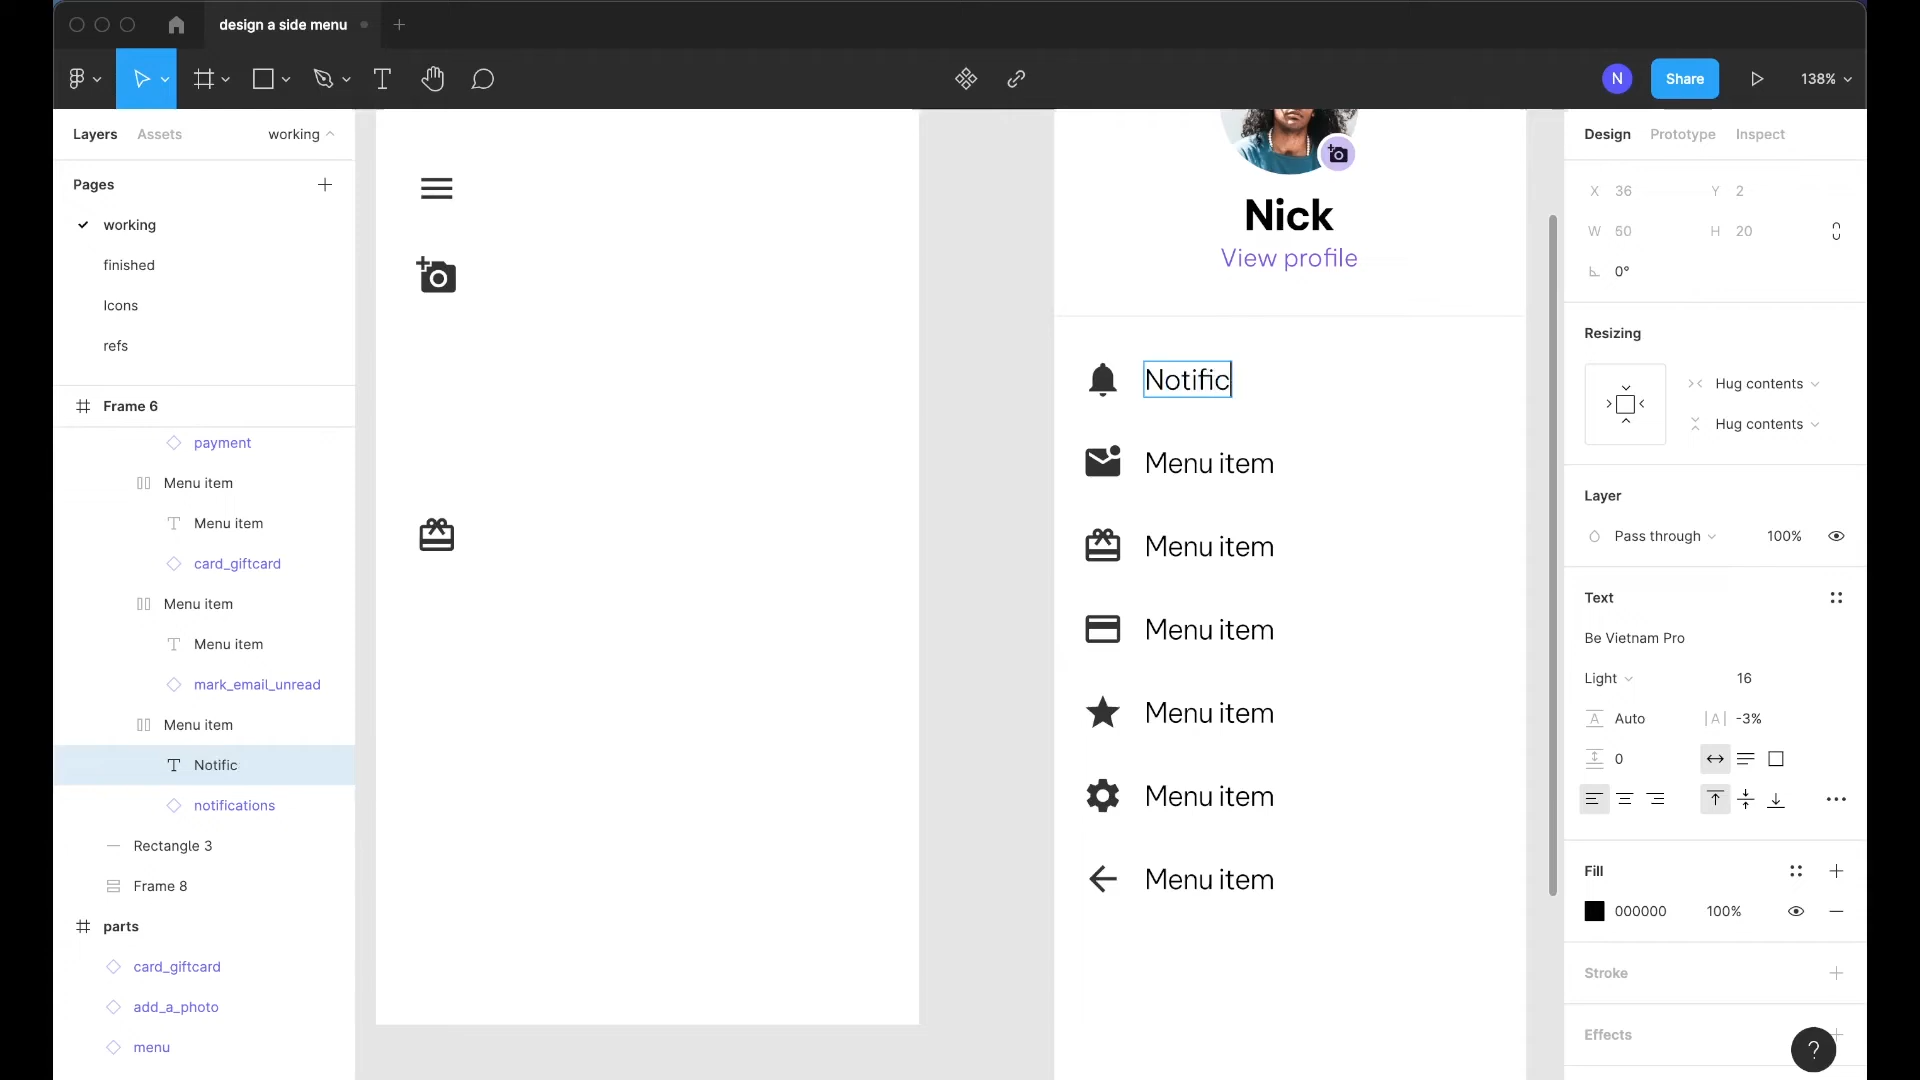 design a side menu
N
Share
138%
Layers
Assets
working
Pages
working
finished
Icons
refs
Frame 6
payment
Menu item
Menu item
card_giftcard
Menu item
Menu item
mark_email_unread
Menu item
Notific
notifications
Rectangle 3
Frame 8
parts
card_giftcard
add_a_photo
menu
Nick
View profile
Notific
Menu item
Menu item
Menu item
Menu item
Menu item
Menu item
Design
Prototype
Inspect
X 36
Y 2
W 60
H 20
0°
Resizing
Hug contents
Hug contents
Layer
Pass through
100%
Text
Be Vietnam Pro
Light
16
A Auto
|A| -3%
0
Fill
000000
100%
Stroke
Effects
?